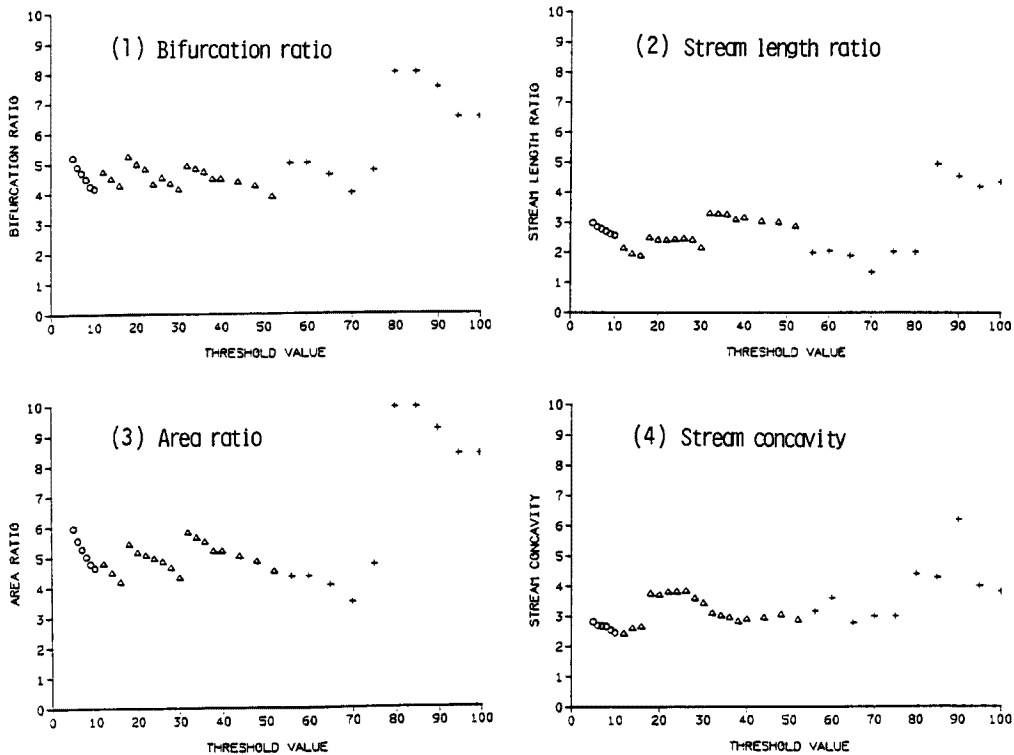 (1) Bifurcation ratio
BIFURCATION RATIO
10
9
8
7
6
5
4
3
2
1
0
0 10 20 30 40 50 60 70 80 90 100
THRESHOLD VALUE
(2) Stream length ratio
STREAM LENGTH RATIO
10
9
8
7
6
5
4
3
2
1
0
0 10 20 30 40 50 60 70 80 90 100
THRESHOLD VALUE
(3) Area ratio
AREA RATIO
10
9
8
7
6
5
4
3
2
1
0
0 10 20 30 40 50 60 70 80 90 100
THRESHOLD VALUE
(4) Stream concavity
STREAM CONCAVITY
10
9
8
7
6
5
4
3
2
1
0
0 10 20 30 40 50 60 70 80 90 100
THRESHOLD VALUE